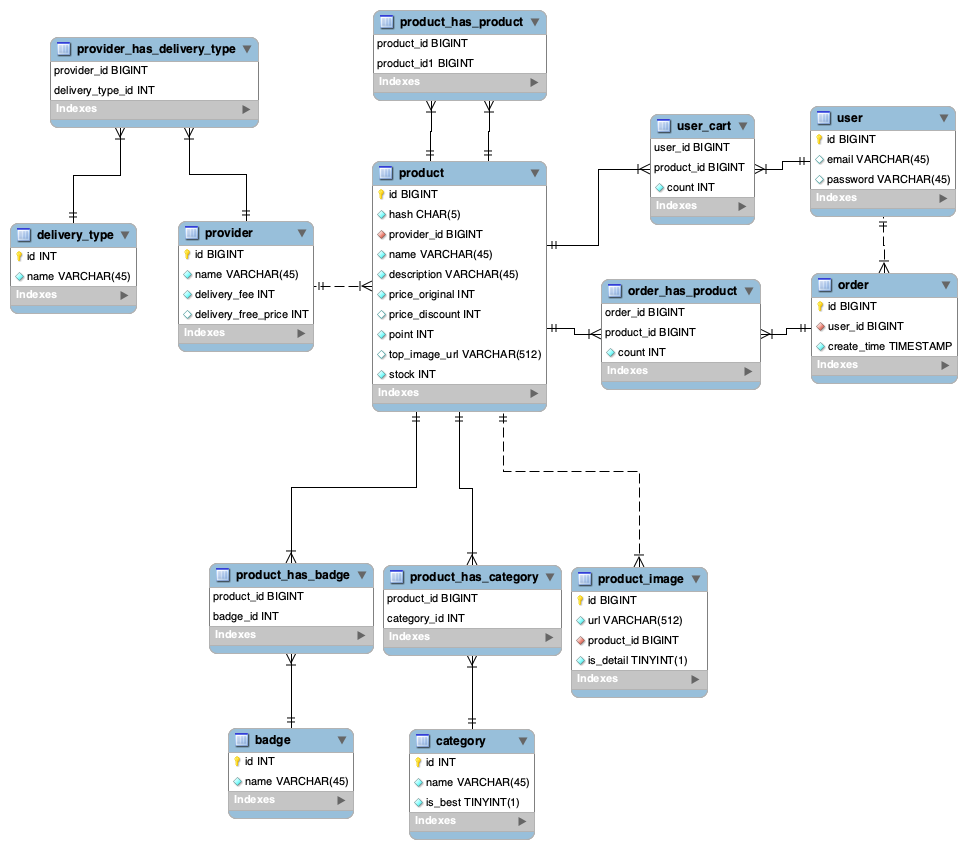 product_has_product
product_id BIGINT
product_id1 BIGINT
Indexes
provider_has_delivery_type
provider_id BIGINT
delivery_type_id INT
Indexes
user_cart
user_id BIGINT
product_id BIGINT
count INT
Indexes
user
id BIGINT
email VARCHAR(45)
password VARCHAR(45)
Indexes
delivery_type
id INT
name VARCHAR(45)
Indexes
provider
id BIGINT
name VARCHAR(45)
delivery_fee INT
delivery_free_price INT
Indexes
product
id BIGINT
hash CHAR(5)
provider_id BIGINT
name VARCHAR(45)
description VARCHAR(45)
price_original INT
price_discount INT
point INT
top_image_url VARCHAR(512)
stock INT
Indexes
order_has_product
order_id BIGINT
product_id BIGINT
count INT
Indexes
order
id BIGINT
user_id BIGINT
create_time TIMESTAMP
Indexes
product_has_badge
product_id BIGINT
badge_id INT
Indexes
product_has_category
product_id BIGINT
category_id INT
Indexes
product_image
id BIGINT
url VARCHAR(512)
product_id BIGINT
is_detail TINYINT(1)
Indexes
badge
id INT
name VARCHAR(45)
Indexes
category
id INT
name VARCHAR(45)
is_best TINYINT(1)
Indexes